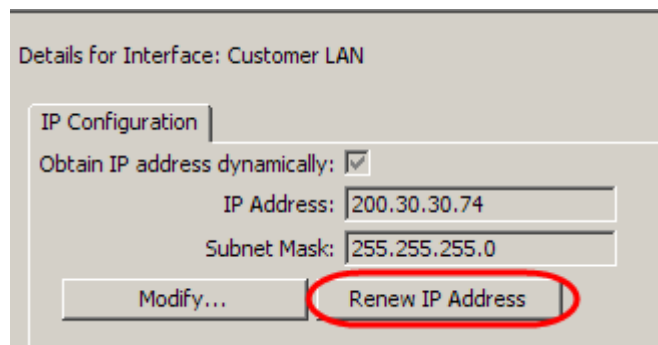 Details for Interface: Customer LAN
IP Configuration
Obtain IP address dynamically:
IP Address: 200.30.30.74
Subnet Mask: 255.255.255.0
Modify... Renew IP Address